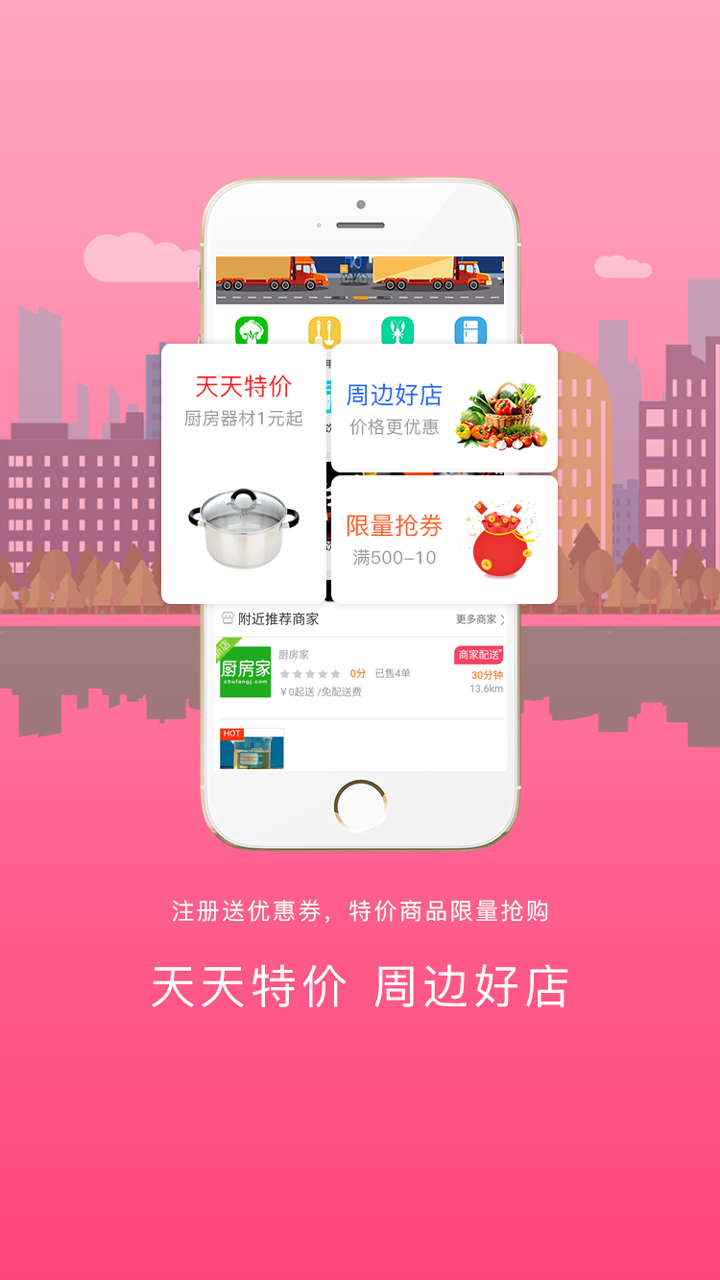 天天特价
厨房器材1元起
周边好店
价格更优惠
限量抢券
满500-10
附近推荐商家
更多商家
新店
厨房家
chufangj.com
厨房家
商家配送
0分 已售4单
30分钟
￥0起送 /免配送费
13.6km
HOT
注册送优惠券，特价商品限量抢购
天天特价 周边好店